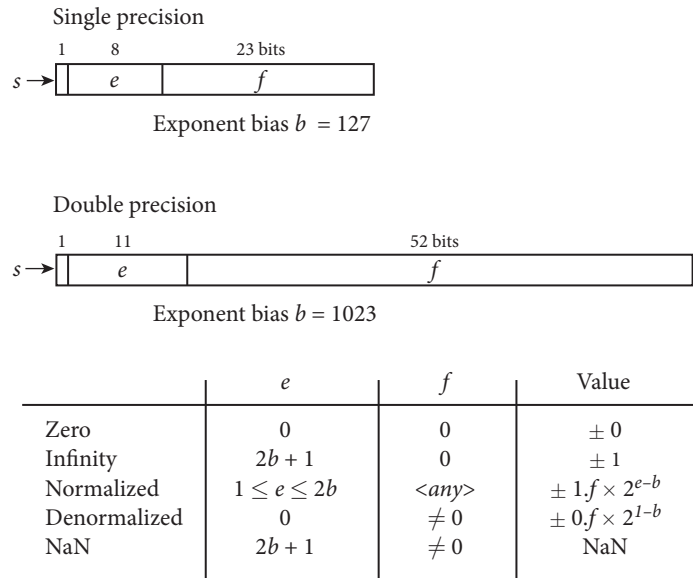 Single precision
1 8 23 bits
s e f
Exponent bias b = 127
Double precision
1 11 52 bits
s e f
Exponent bias b = 1023
e f Value
Zero 0 0 ± 0
Infinity 2b + 1 0 ± 1
Normalized 1 ≤ e ≤ 2b <any> ± 1.f × 2^{e–b}
Denormalized 0 ≠ 0 ± 0.f × 2^{1–b}
NaN 2b + 1 ≠ 0 NaN